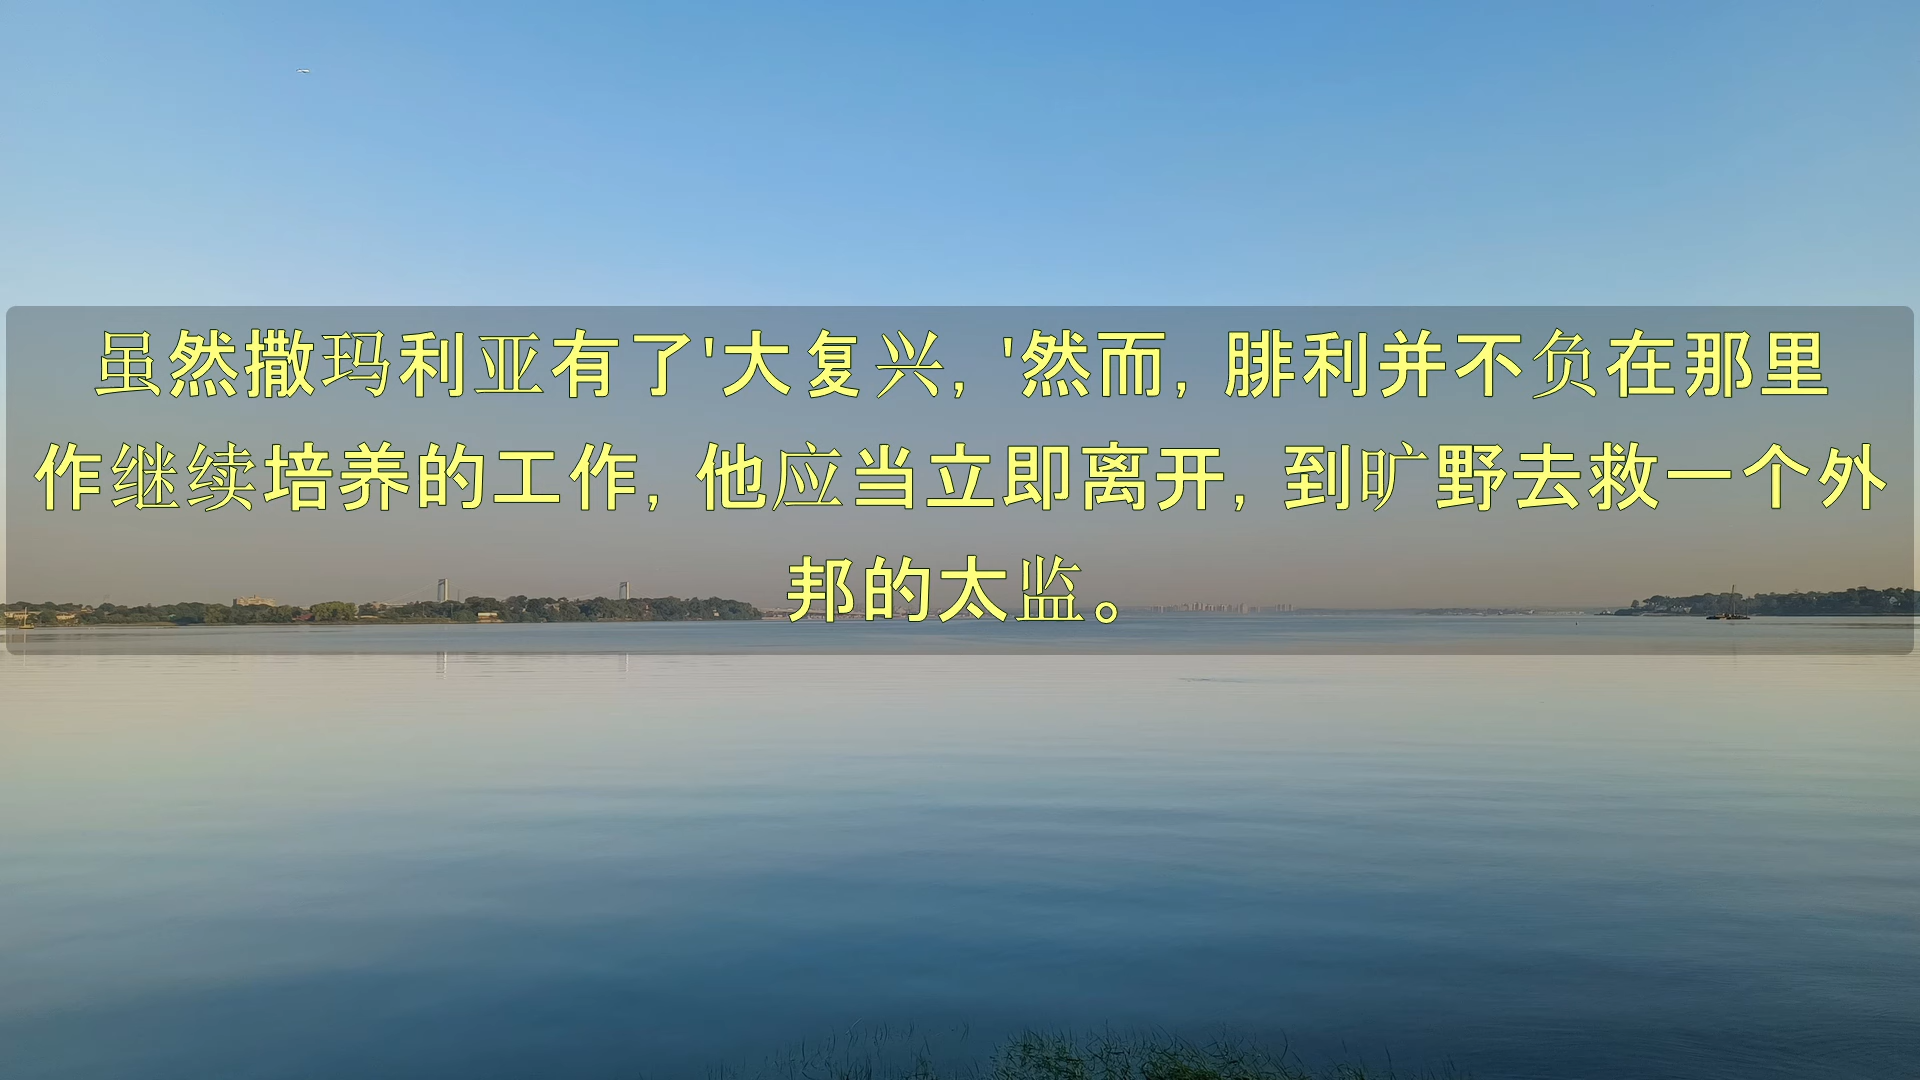 虽然撒玛利亚有了'大复兴, '然而, 腓利并不负在那里
作继续培养的工作, 他应当立即离开, 到旷野去救一个外
邦的太监。